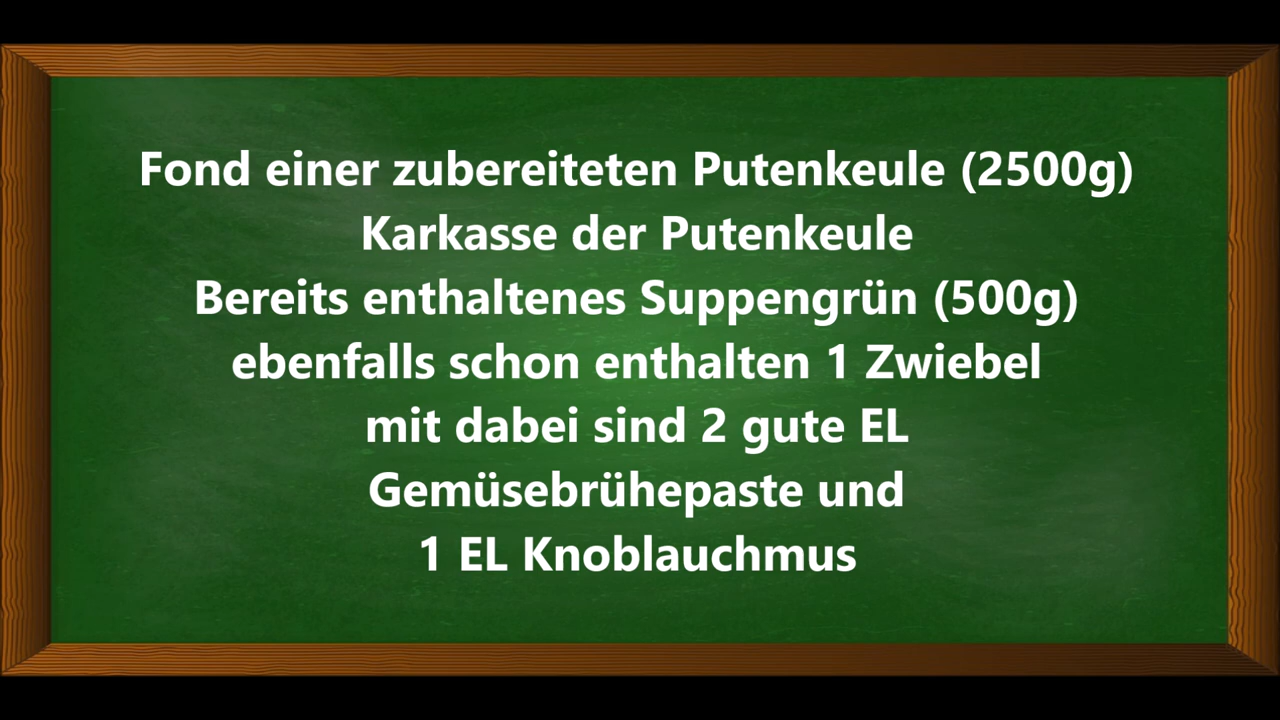 Fond einer zubereiteten Putenkeule (2500g)
Karkasse der Putenkeule
Bereits enthaltenes Suppengrün (500g)
ebenfalls schon enthalten 1 Zwiebel
mit dabei sind 2 gute EL
Gemüsebrühepaste und
1 EL Knoblauchmus